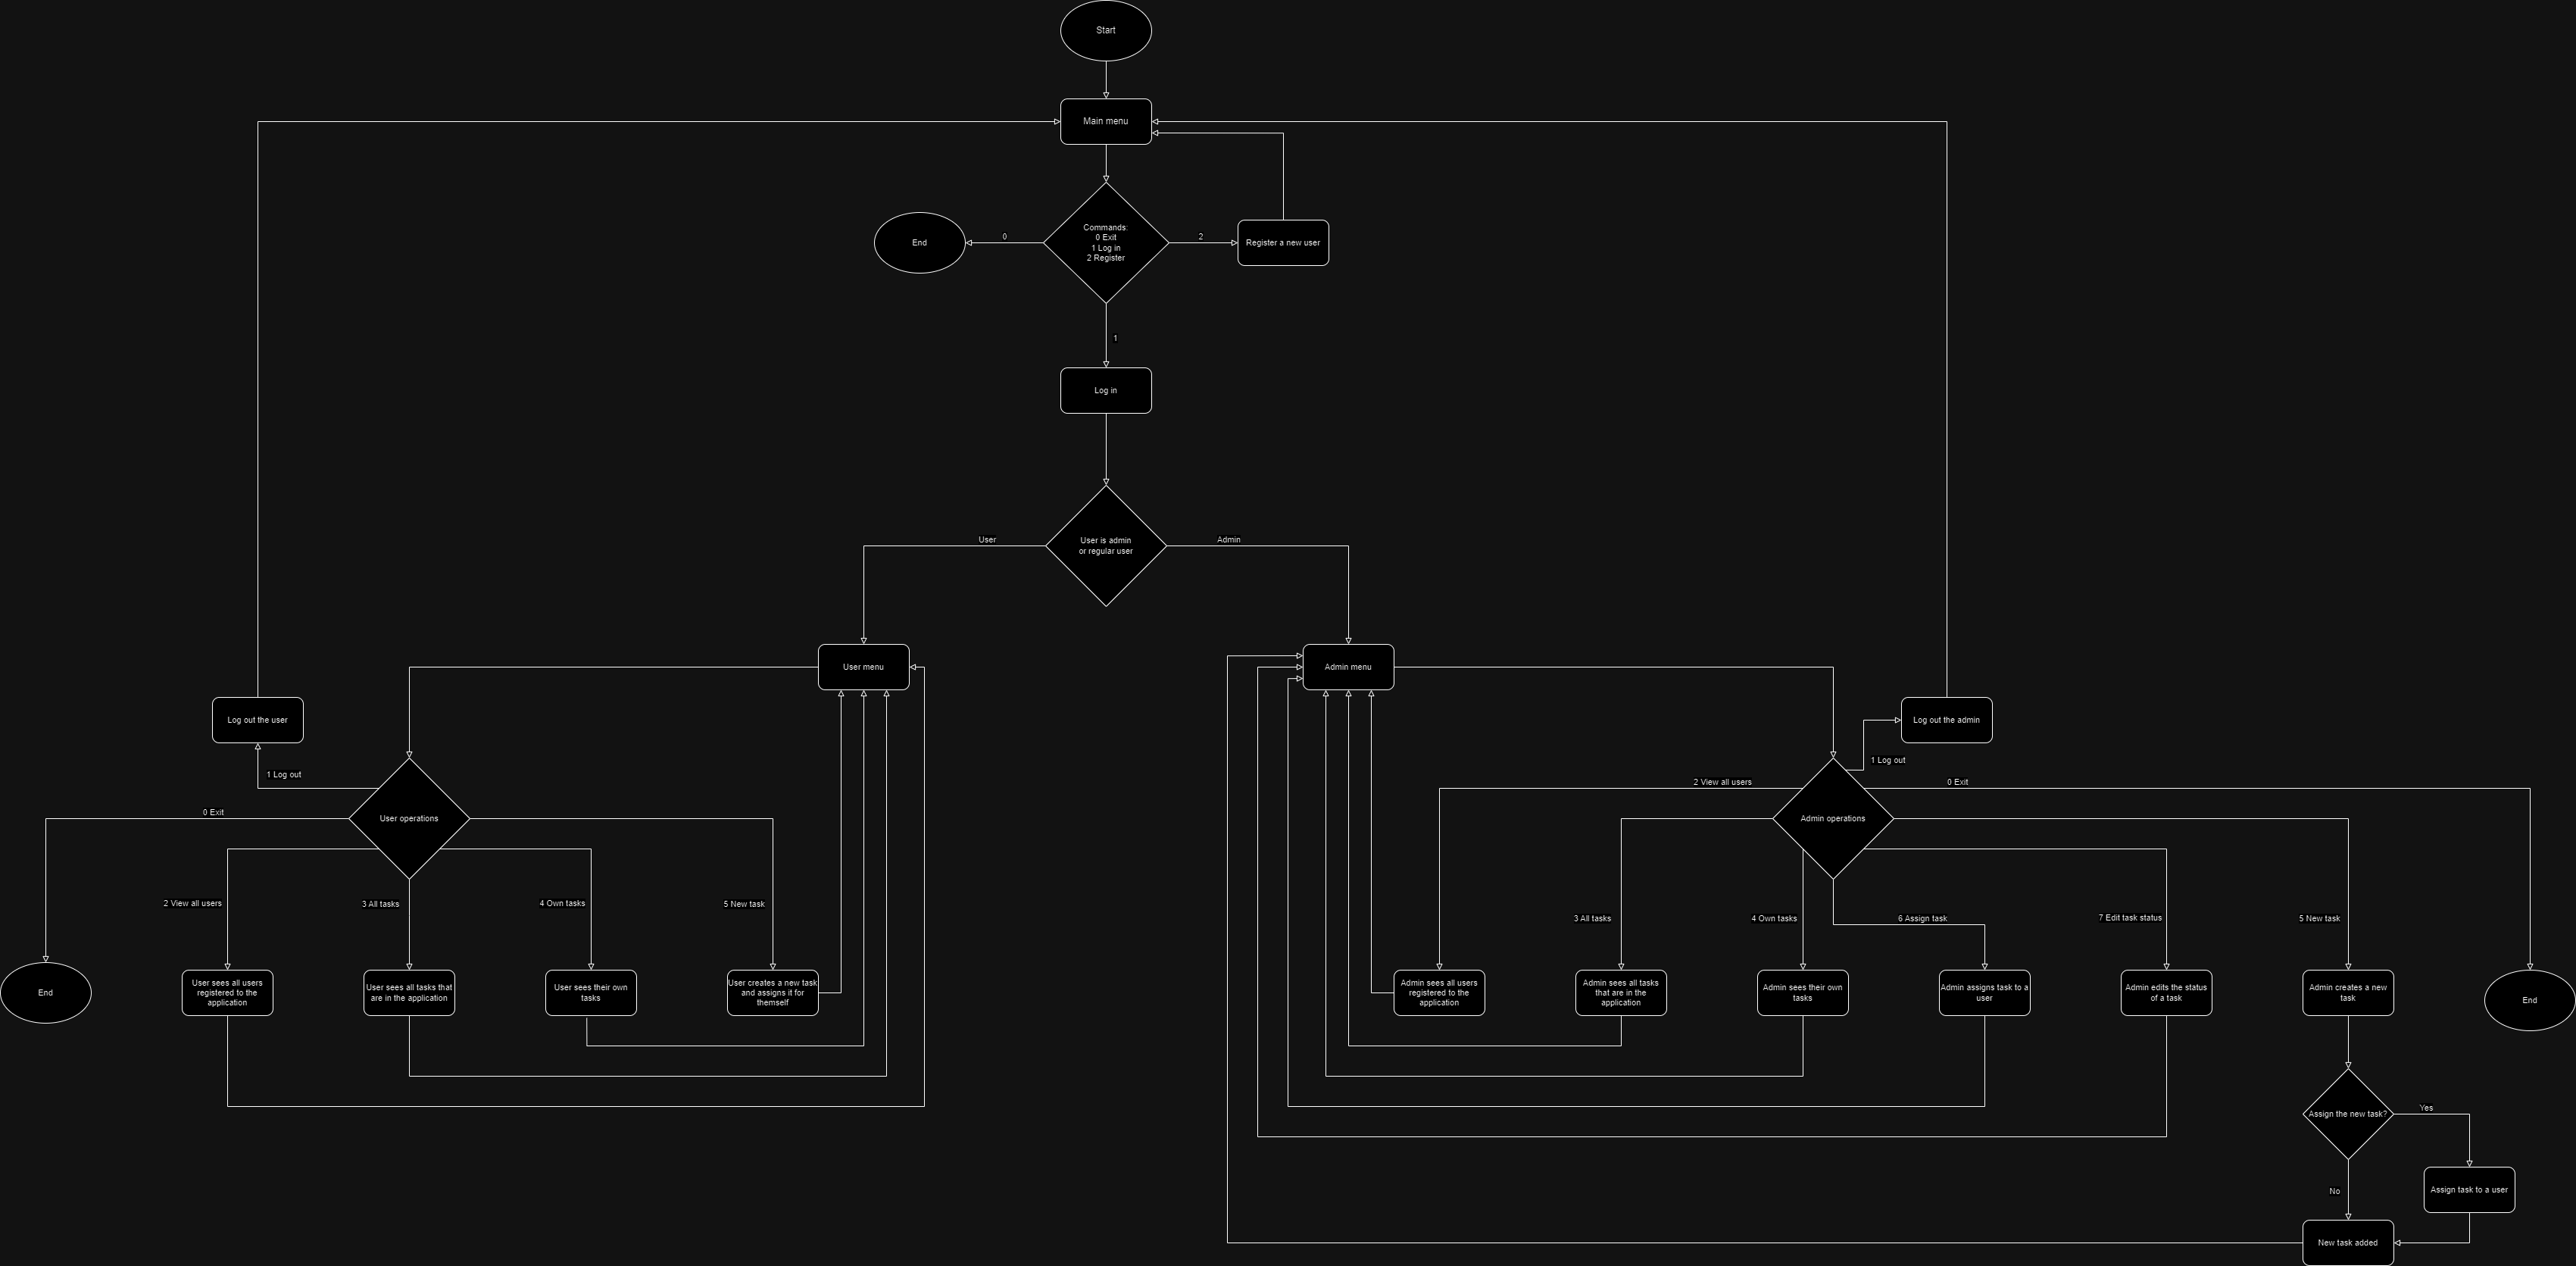 Start
Main menu
Commands:
0 Exit
1 Log in
2 Register
0
End
2
Register a new user
1
Log in
User is admin
or regular user
User
Admin
User menu
Admin menu
Log out the user
Log out the admin
1 Log out
1 Log out
2 View all users
0 Exit
0 Exit
User operations
Admin operations
2 View all users
3 All tasks
4 Own tasks
5 New task
3 All tasks
4 Own tasks
6 Assign task
7 Edit task status
5 New task
End
User sees all users
registered to the
application
User sees all tasks that
are in the application
User sees their own
tasks
User creates a new task
and assigns it for
themself
Admin sees all users
registered to the
application
Admin sees all tasks
that are in the
application
Admin sees their own
tasks
Admin assigns task to a
user
Admin edits the status
of a task
Admin creates a new
task
End
Assign the new task?
Yes
No
Assign task to a user
New task added